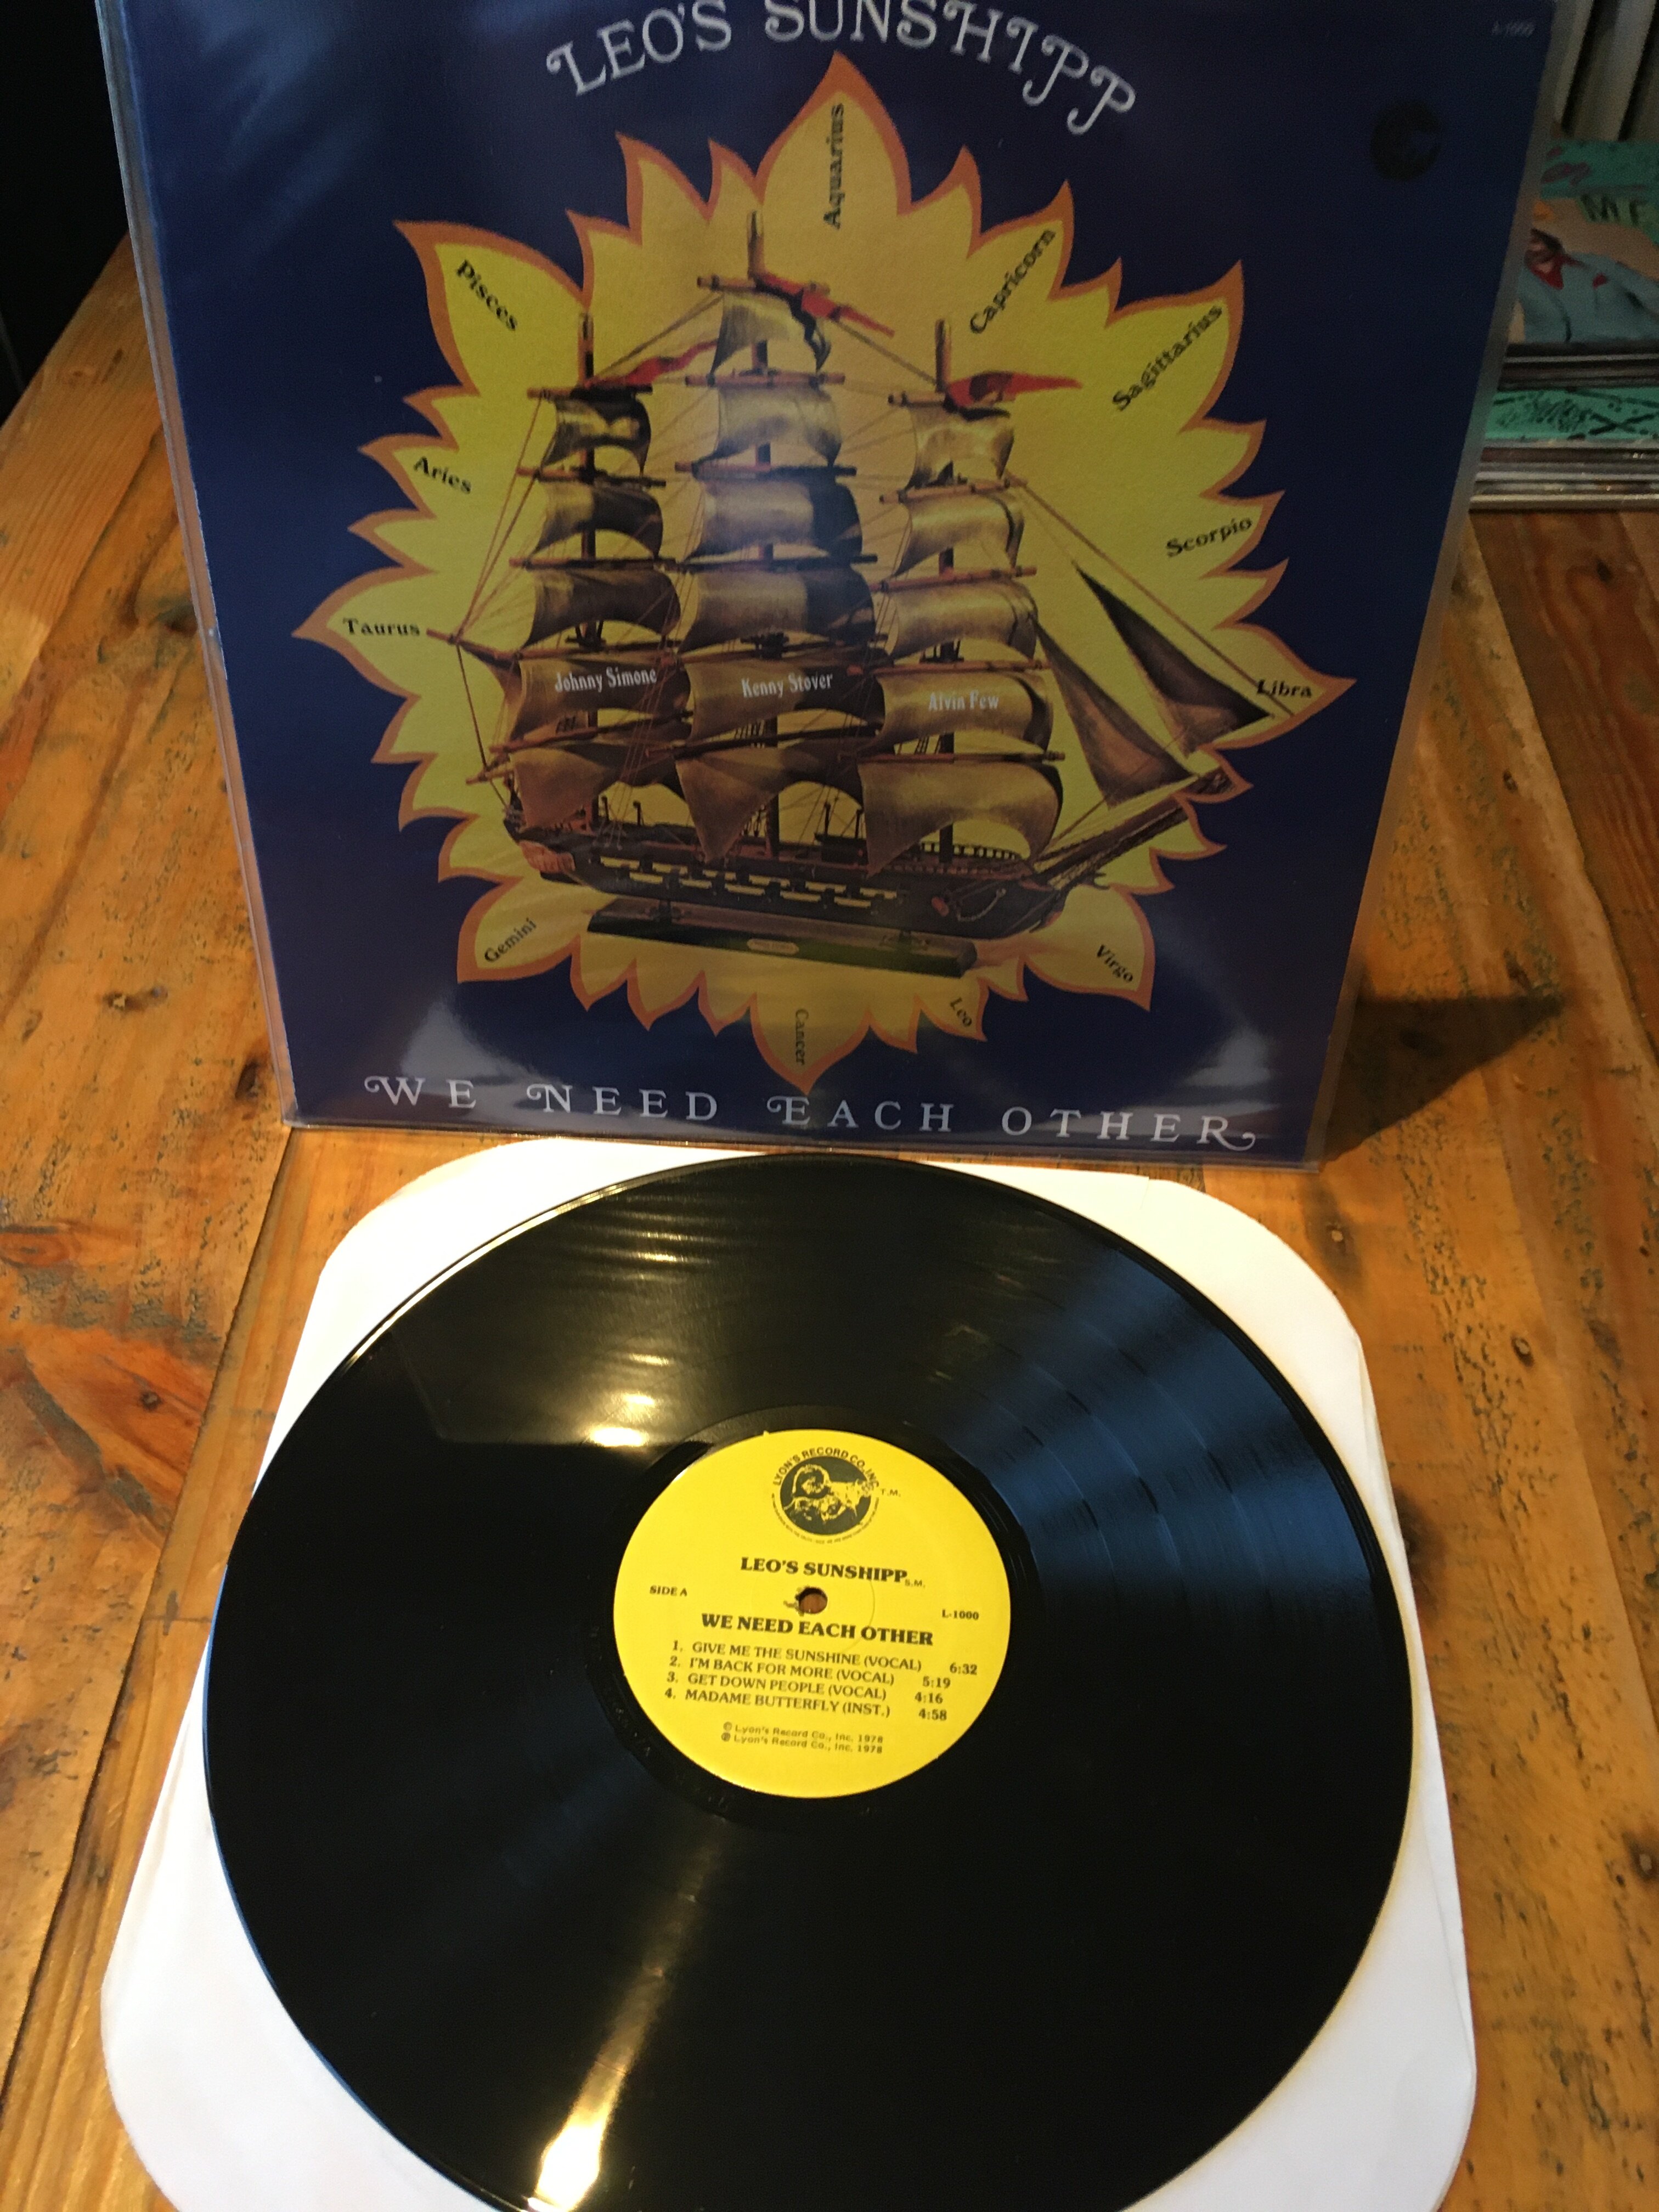 LEO'S SUNSHIPP
L-1000
Aquarius
Pisces
Capricorn
Sagittarius
Aries
Scorpio
Taurus
Libra
Johnny Simone
Kenny Stover
Alvin Few
Gemini
Virgo
Leo
Cancer
WE NEED EACH OTHER
LYON'S RECORD CO., INC.
T.M.
LEO'S SUNSHIPP S.M.
SIDE A
L-1000
WE NEED EACH OTHER
1. GIVE ME THE SUNSHINE (VOCAL) 6:32
2. I'M BACK FOR MORE (VOCAL) 5:19
3. GET DOWN PEOPLE (VOCAL) 4:16
4. MADAME BUTTERFLY (INST.) 4:58
© Lyon's Record Co., Inc. 1978
℗ Lyon's Record Co., Inc. 1978